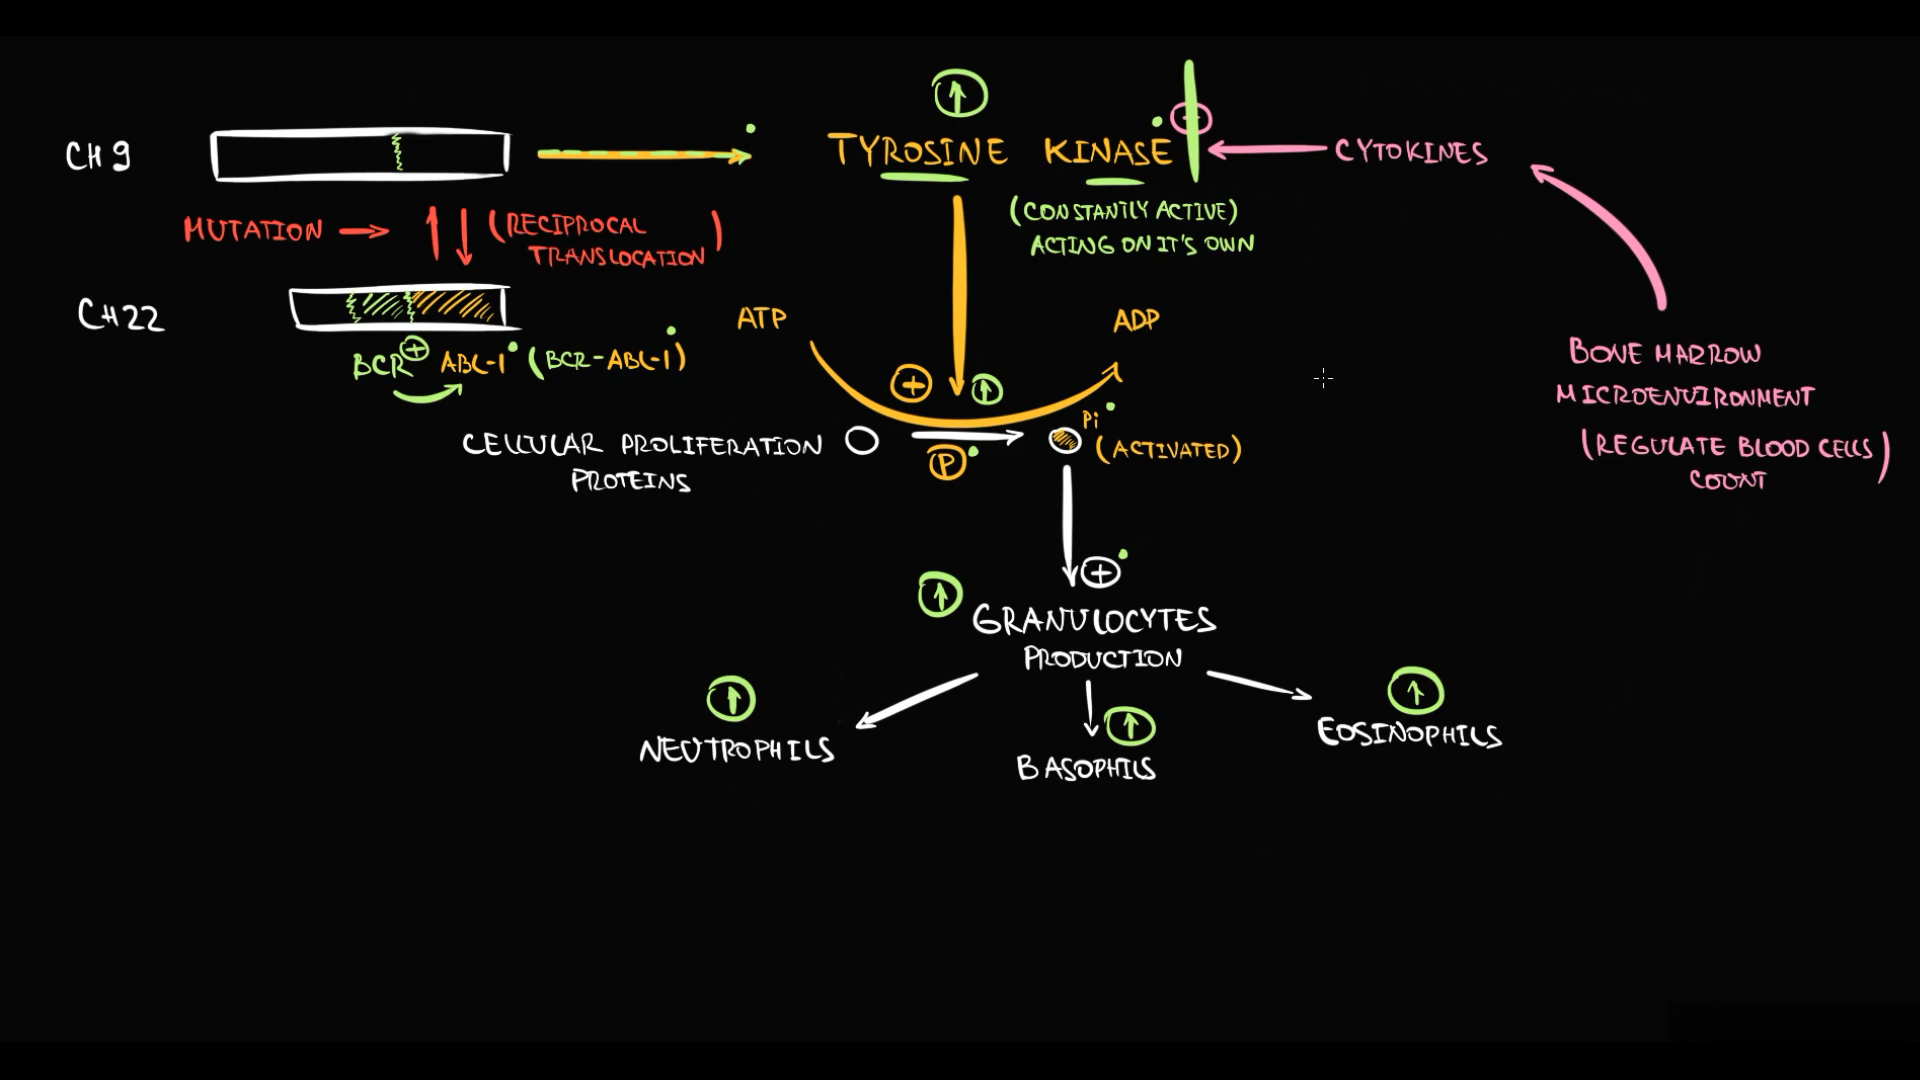 CH 9
TYROSINE KINASE
CYTOKINES
MUTATION
(RECIPROCAL
TRANSLOCATION)
(CONSTANTLY ACTIVE)
ACTING ON IT'S OWN
CH22
BCR + ABL-1 (BCR-ABL-1)
ATP
ADP
+
CELLULAR PROLIFERATION
PROTEINS
P
Pi
(ACTIVATED)
BONE MARROW
MICROENVIRONMENT
(REGULATE BLOOD CELLS)
COUNT
+
GRANULOCYTES
PRODUCTION
NEUTROPHILS
BASOPHILS
EOSINOPHILS